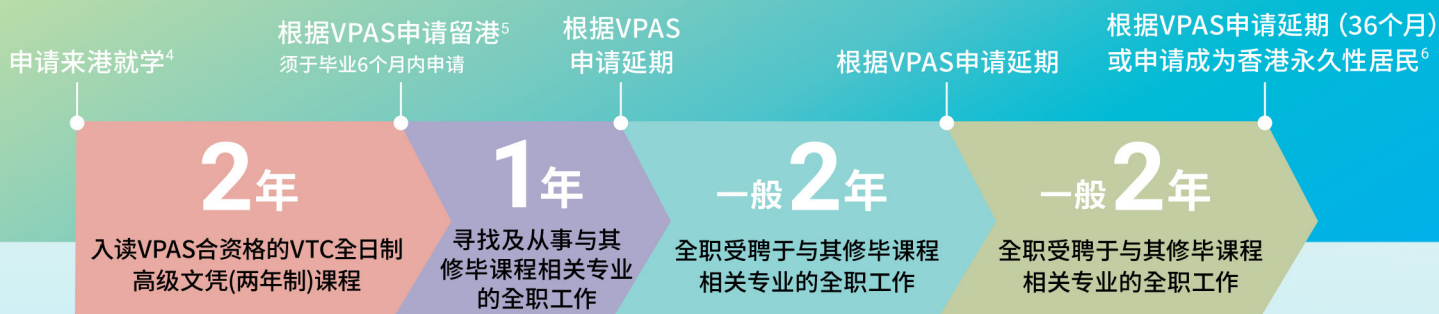 申请来港就学4
根据VPAS申请留港5
须于毕业6个月内申请
根据VPAS
申请延期
根据VPAS申请延期
根据VPAS申请延期（36个月）
或申请成为香港永久性居民6
2年
入读VPAS合资格的VTC全日制
高级文凭(两年制)课程
1年
寻找及从事与其
修毕课程相关专业
的全职工作
一般2年
全职受聘于与其修毕课程
相关专业的全职工作
一般2年
全职受聘于与其修毕课程
相关专业的全职工作